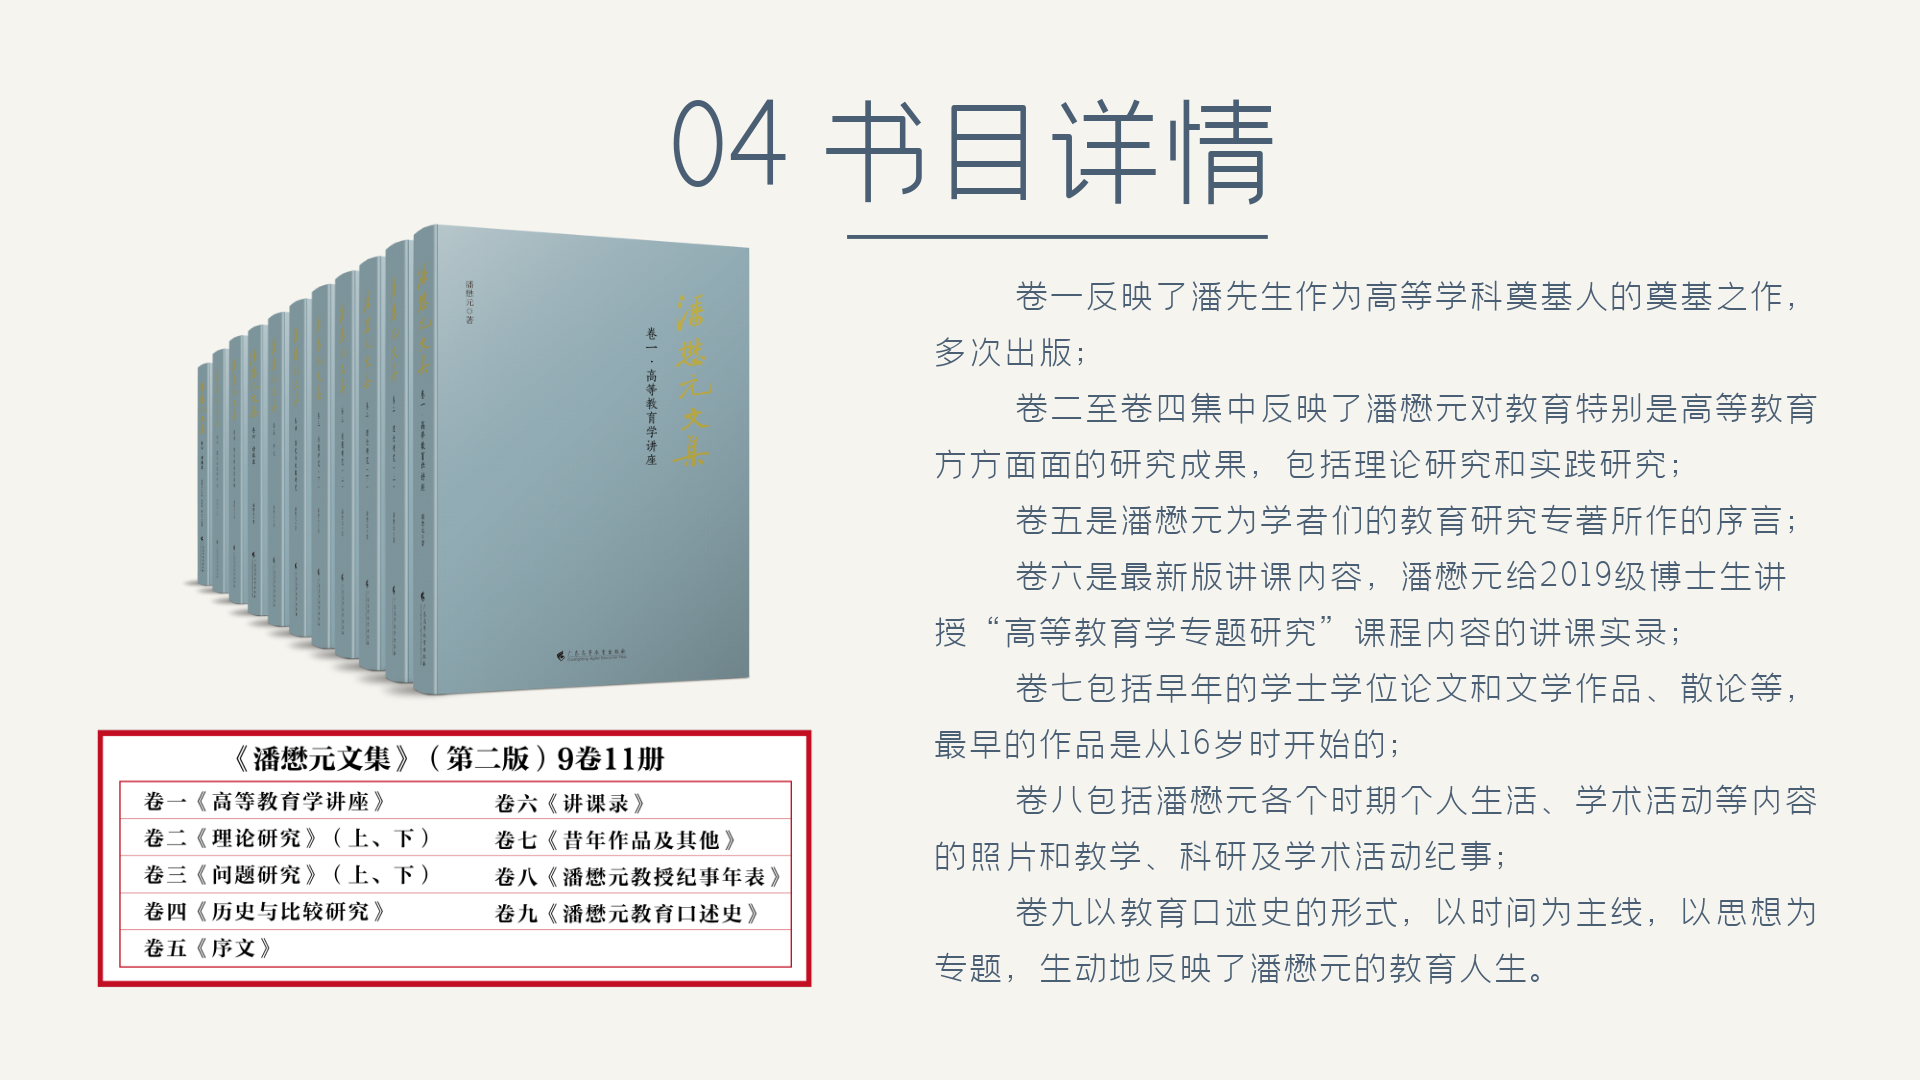 04 书目详情
潘懋元◎著
潘懋元文集
卷一·高等教育学讲座
广东高等教育出版社
《潘懋元文集》（第二版）9卷11册
卷一《高等教育学讲座》
卷二《理论研究》（上、下）
卷三《问题研究》（上、下）
卷四《历史与比较研究》
卷五《序文》
卷六《讲课录》
卷七《昔年作品及其他》
卷八《潘懋元教授纪事年表》
卷九《潘懋元教育口述史》
卷一反映了潘先生作为高等学科奠基人的奠基之作，
多次出版；
卷二至卷四集中反映了潘懋元对教育特别是高等教育
方方面面的研究成果，包括理论研究和实践研究；
卷五是潘懋元为学者们的教育研究专著所作的序言；
卷六是最新版讲课内容，潘懋元给2019级博士生讲
授“高等教育学专题研究”课程内容的讲课实录；
卷七包括早年的学士学位论文和文学作品、散论等，
最早的作品是从16岁时开始的；
卷八包括潘懋元各个时期个人生活、学术活动等内容
的照片和教学、科研及学术活动纪事；
卷九以教育口述史的形式，以时间为主线，以思想为
专题，生动地反映了潘懋元的教育人生。